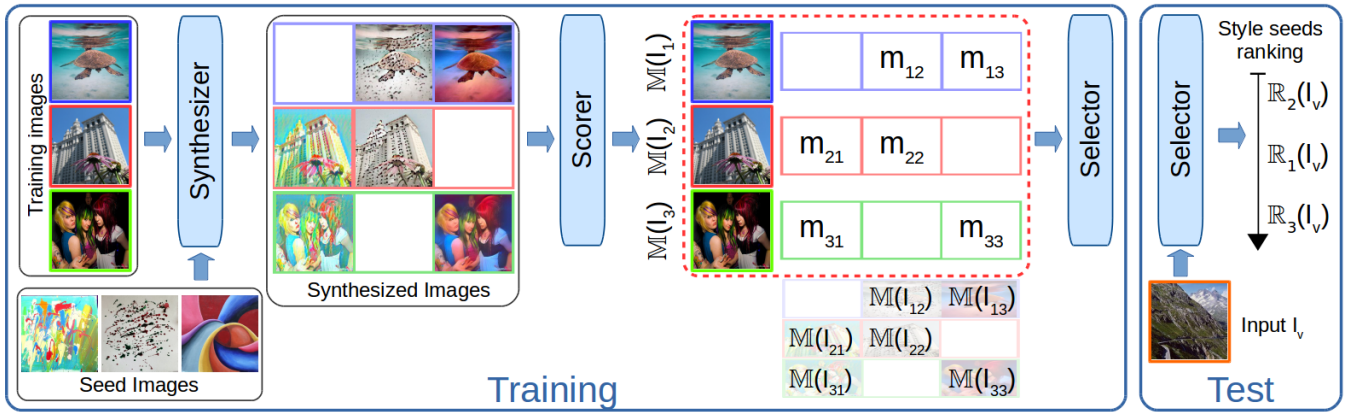 Training images
Synthesizer
Seed Images
Synthesized Images
Scorer
𝕄(I₁)
𝕄(I₂)
𝕄(I₃)
m₁₂ m₁₃
m₂₁ m₂₂
m₃₁ m₃₃
𝕄(I₁₂) 𝕄(I₁₃)
𝕄(I₂₁) 𝕄(I₂₂)
𝕄(I₃₁) 𝕄(I₃₃)
Selector
Training
Selector
Style seeds
ranking
ℝ₂(Iᵥ)
ℝ₁(Iᵥ)
ℝ₃(Iᵥ)
Input Iᵥ
Test